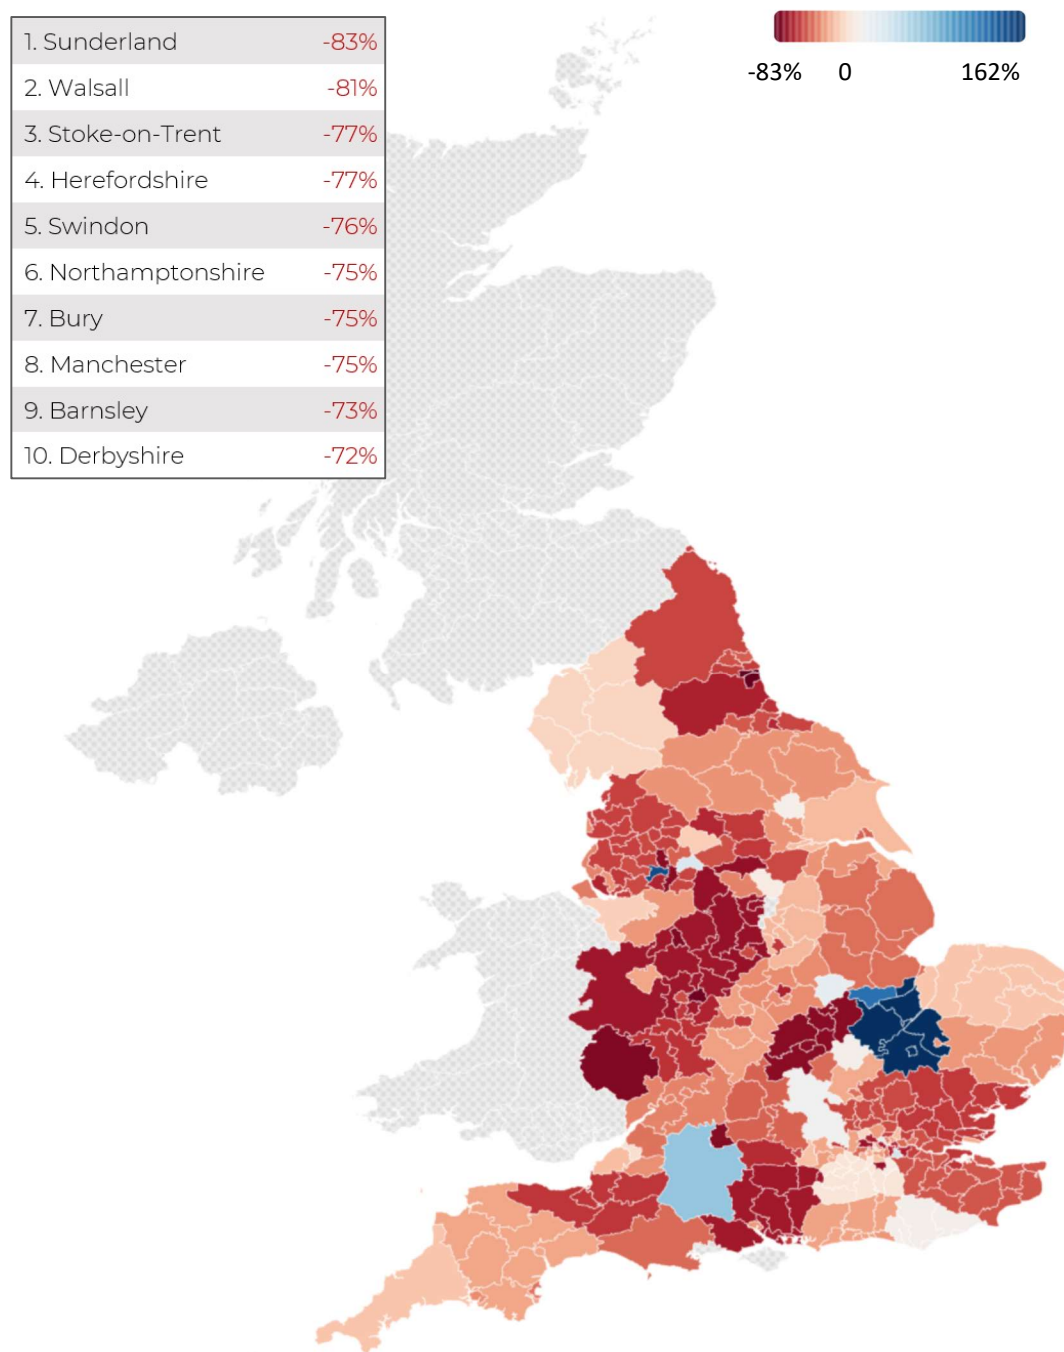 1. Sunderland -83%
2. Walsall -81%
3. Stoke-on-Trent -77%
4. Herefordshire -77%
5. Swindon -76%
6. Northamptonshire -75%
7. Bury -75%
8. Manchester -75%
9. Barnsley -73%
10. Derbyshire -72%
-83% 0 162%